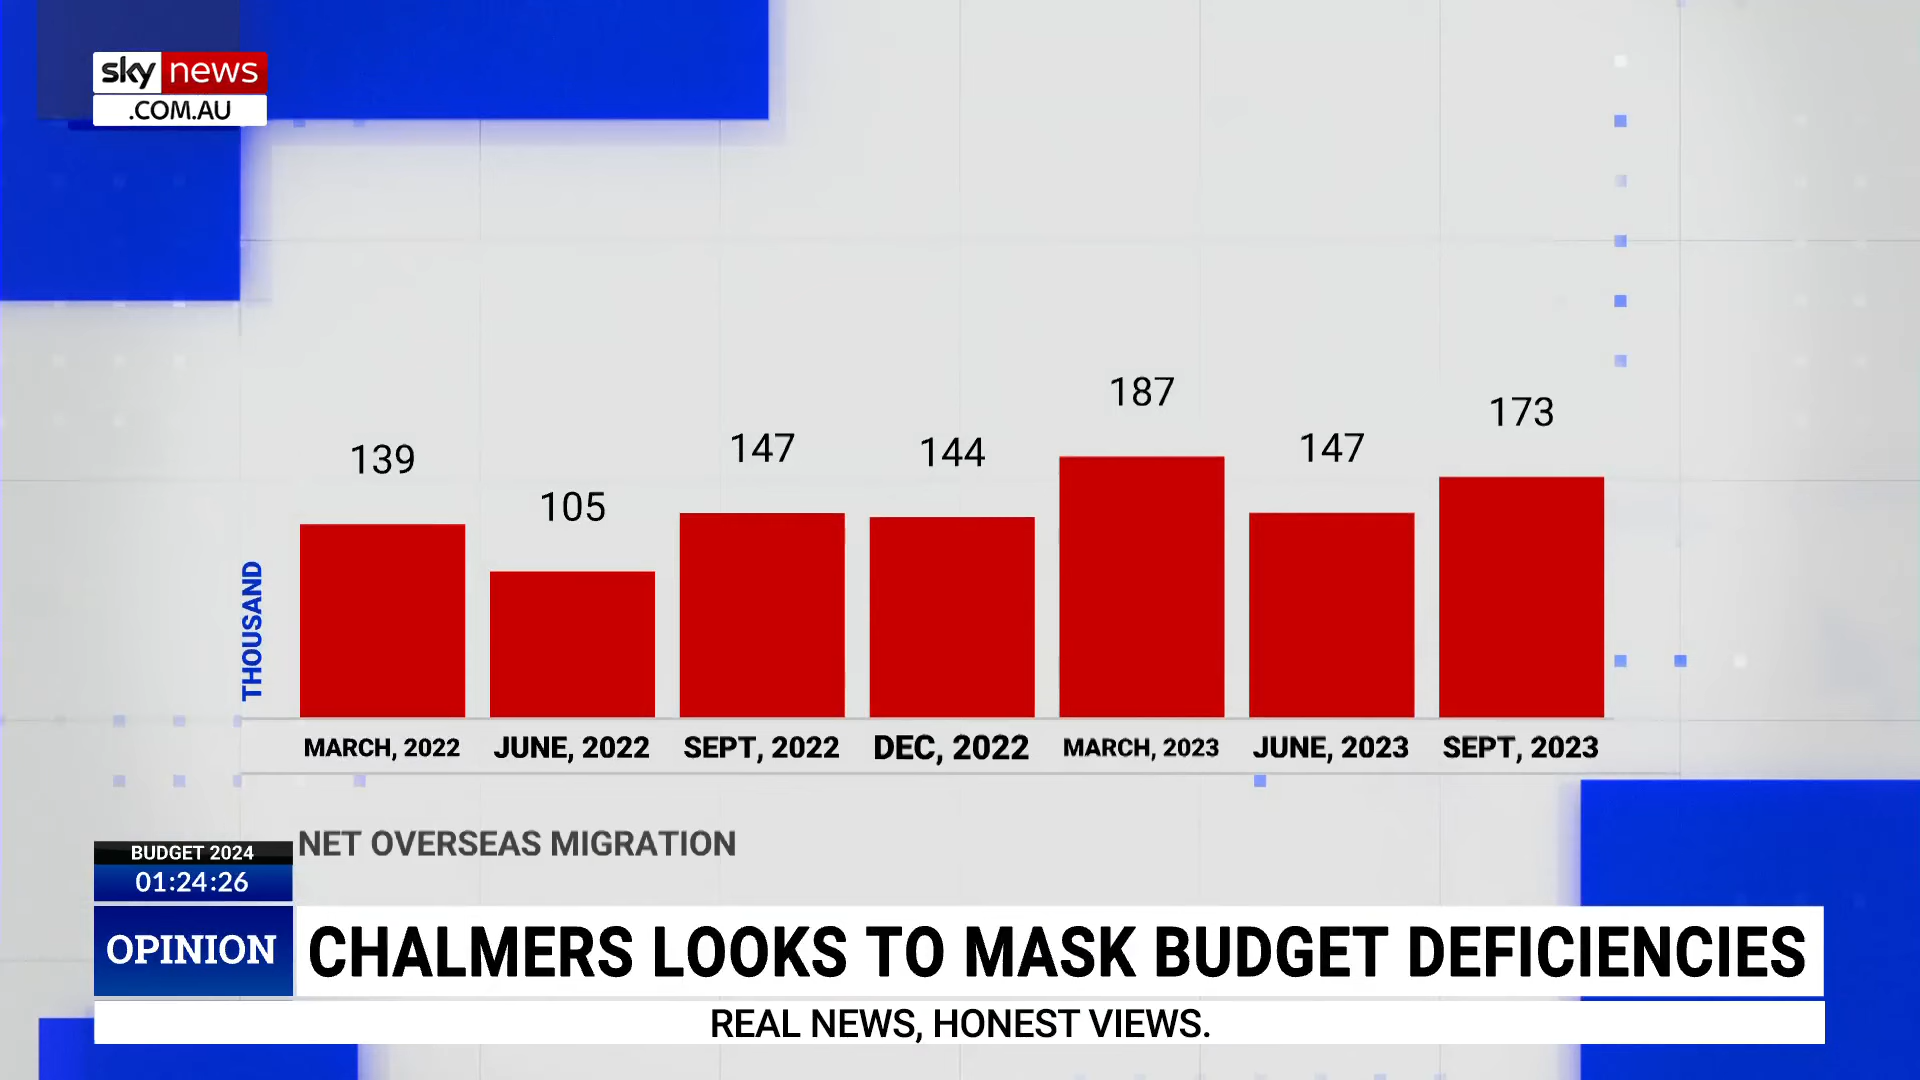 sky news
.COM.AU
187
173
139
147
144
147
105
THOUSAND
MARCH, 2022
JUNE, 2022
SEPT, 2022
DEC, 2022
MARCH, 2023
JUNE, 2023
SEPT, 2023
NET OVERSEAS MIGRATION
BUDGET 2024
01:24:26
OPINION
CHALMERS LOOKS TO MASK BUDGET DEFICIENCIES
REAL NEWS, HONEST VIEWS.